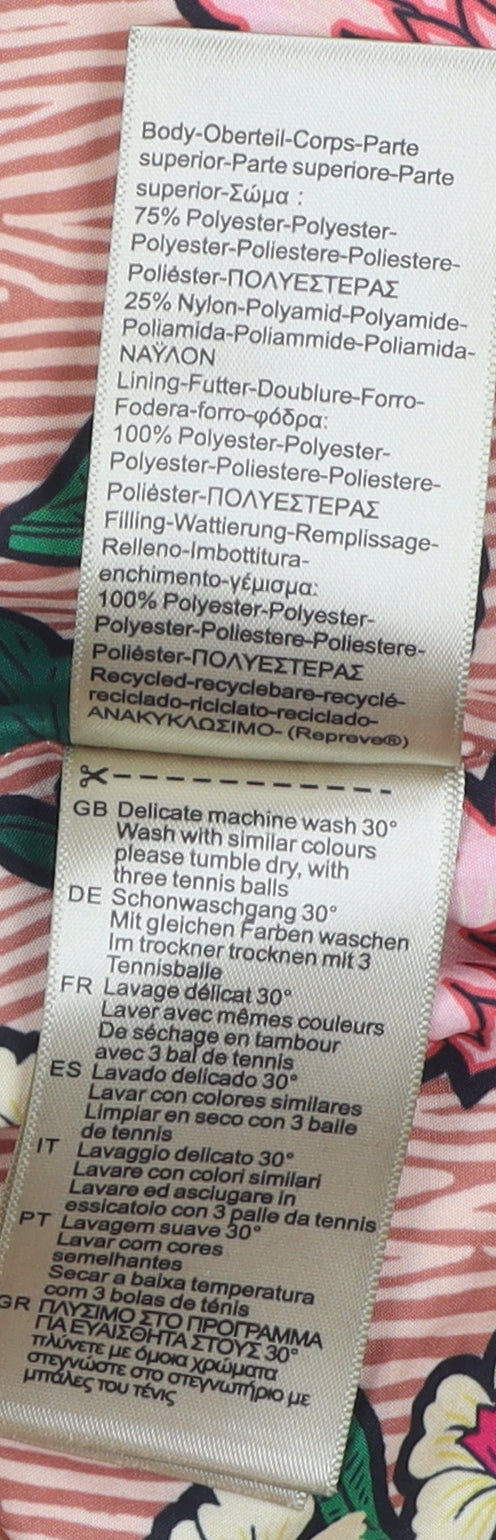 Body-Oberteil-Corps-Parte
superior-Parte superiore-Parte
superior-Σώμα :
75% Polyester-Polyester-
Polyester-Poliestere-Poliestere-
Poliéster-ΠΟΛΥΕΣΤΕΡΑΣ
25% Nylon-Polyamid-Polyamide-
Poliamida-Poliammide-Poliamida-
ΝΑΫΛΟΝ
Lining-Futter-Doublure-Forro-
Fodera-forro-φόδρα:
100% Polyester-Polyester-
Polyester-Poliestere-Poliestere-
Poliéster-ΠΟΛΥΕΣΤΕΡΑΣ
Filling-Wattierung-Remplissage-
Relleno-Imbottitura-
enchimento-γέμισμα:
100% Polyester-Polyester-
Polyester-Poliestere-Poliestere-
Poliéster-ΠΟΛΥΕΣΤΕΡΑΣ
Recycled-recyclebare-recyclé-
reciclado-riciclato-reciclado-
ΑΝΑΚΥΚΛΩΣΙΜΟ- (Repreve®)
GB Delicate machine wash 30°
Wash with similar colours
please tumble dry, with
three tennis balls
DE Schonwaschgang 30°
Mit gleichen Farben waschen
Im trockner trocknen mit 3
Tennisballe
FR Lavage délicat 30°
Laver avec mêmes couleurs
De séchage en tambour
avec 3 bal de tennis
ES Lavado delicado 30°
Lavar con colores similares
Limpiar en seco con 3 balle
de tennis
IT Lavaggio delicato 30°
Lavare con colori similari
Lavare ed asciugare in
essicatoio con 3 palle da tennis
PT Lavagem suave 30°
Lavar com cores
semelhantes
Secar a baixa temperatura
com 3 bolas de ténis
GR ΠΛΥΣΙΜΟ ΣΤΟ ΠΡΟΓΡΑΜΜΑ
ΓΙΑ ΕΥΑΙΣΘΗΤΑ ΣΤΟΥΣ 30°
πλύνετε με όμοια χρώματα
στεγνώστε στο στεγνωτήριο με
μπάλες του τένις